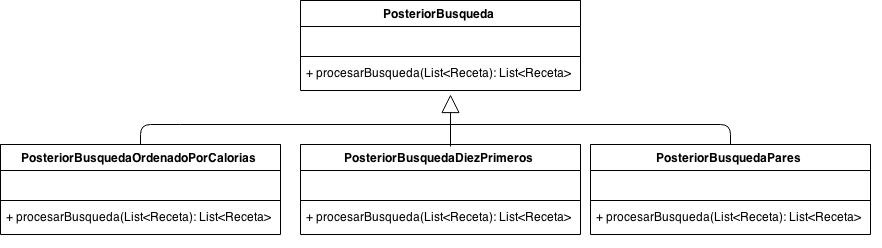 PosteriorBusqueda
+ procesarBusqueda(List<Receta): List<Receta>
PosteriorBusquedaOrdenadoPorCalorias
+ procesarBusqueda(List<Receta): List<Receta>
PosteriorBusquedaDiezPrimeros
+ procesarBusqueda(List<Receta): List<Receta>
PosteriorBusquedaPares
+ procesarBusqueda(List<Receta): List<Receta>